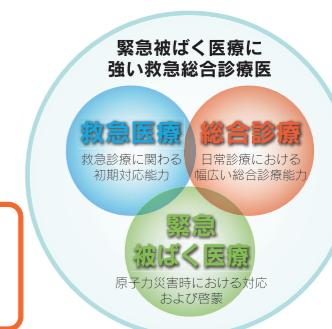 緊急被ばく医療に
強い救急総合診療医
救急医療
救急診療に関わる
初期対応能力
総合診療
日常診療における
幅広い総合診療能力
緊急
被ばく医療
原子力災害時における対応
および啓蒙